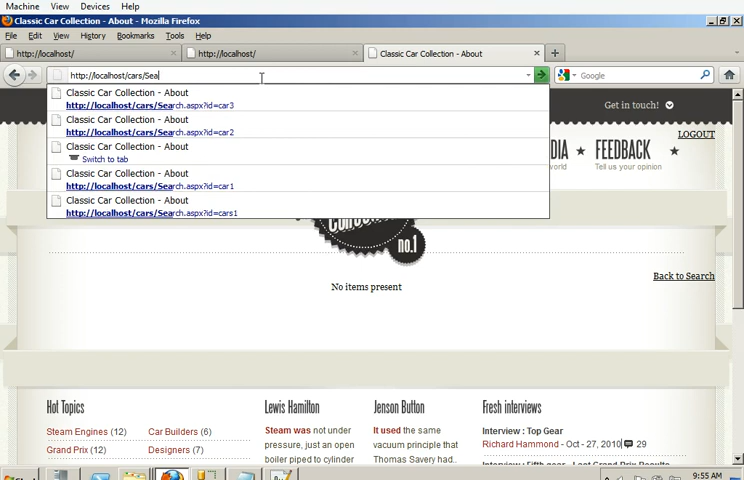 Machine View Devices Help
Classic Car Collection - About - Mozilla Firefox
File Edit View History Bookmarks Tools Help
http://localhost/
http://localhost/
Classic Car Collection - About
http://localhost/cars/Sea
Google
Classic Car Collection - About
http://localhost/cars/Search.aspx?id=car3
Classic Car Collection - About
http://localhost/cars/Search.aspx?id=car2
Classic Car Collection - About
Switch to tab
Classic Car Collection - About
http://localhost/cars/Search.aspx?id=car1
Classic Car Collection - About
http://localhost/cars/Search.aspx?id=cars1
Get in touch!
LOGOUT
DIA ★ FEEDBACK ★
world Tell us your opinion
no.1
Back to Search
No items present
Hot Topics
Steam Engines (12) Car Builders (6)
Grand Prix (12) Designers (7)
Lewis Hamilton
Steam was not under
pressure, just an open
boiler piped to cylinder
Jenson Button
It used the same
vacuum principle that
Thomas Savery had..
Fresh interviews
Interview : Top Gear
Richard Hammond - Oct - 27, 2010 29
9:55 AM